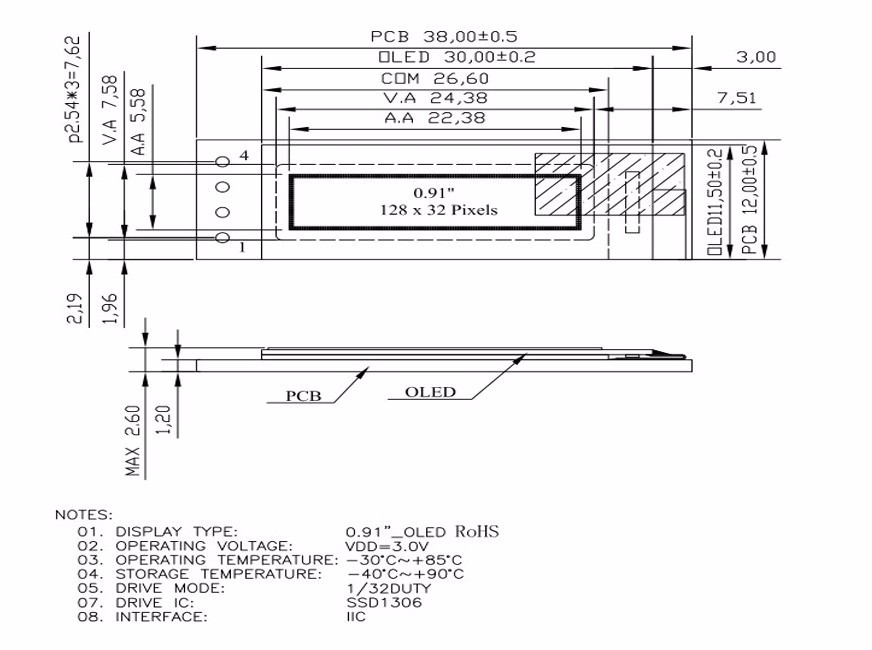 PCB 38,00±0.5
OLED 30,00±0.2
3,00
COM 26,60
V.A 24,38
7,51
A.A 22,38
p2.54*3=7,62
V.A 7,58
A.A 5,58
4
1
0.91"
128 x 32 Pixels
OLED11,50±0.2
PCB 12,00±0.5
2,19
1,96
PCB
OLED
MAX 2.60
1,20
NOTES:
01. DISPLAY TYPE: 0.91"_OLED RoHS
02. OPERATING VOLTAGE: VDD=3.0V
03. OPERATING TEMPERATURE: -30°C~+85°C
04. STORAGE TEMPERATURE: -40°C~+90°C
05. DRIVE MODE: 1/32DUTY
07. DRIVE IC: SSD1306
08. INTERFACE: IIC